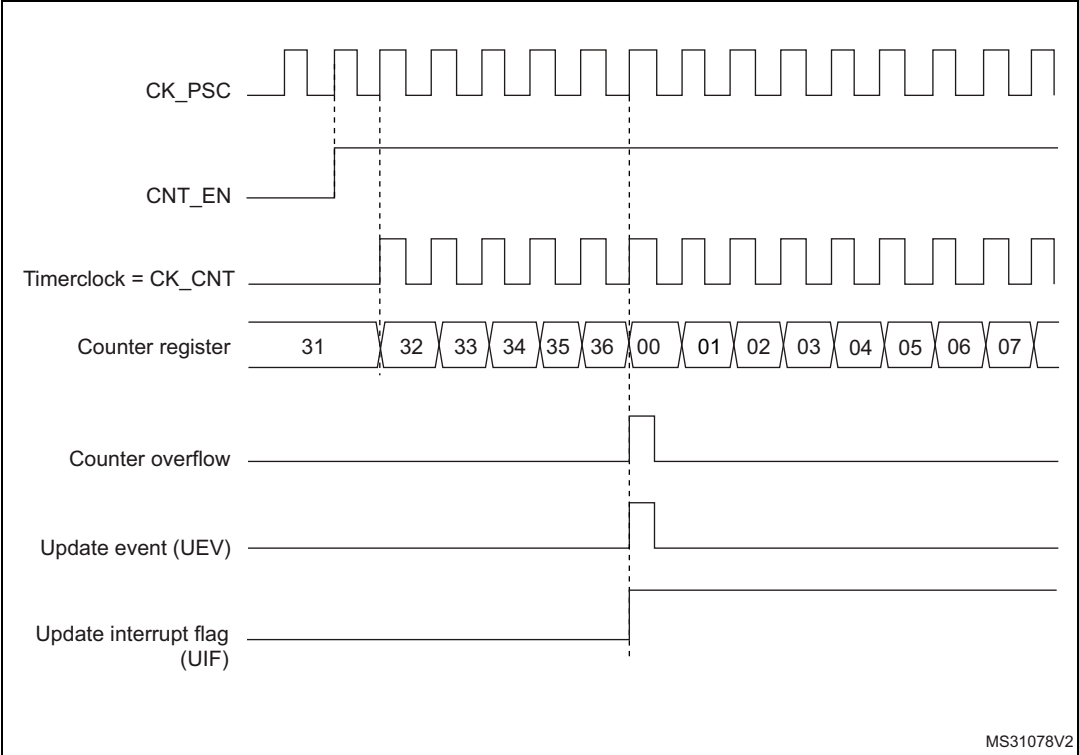 CK_PSC
CNT_EN
Timerclock = CK_CNT
Counter register 31 32 33 34 35 36 00 01 02 03 04 05 06 07
Counter overflow
Update event (UEV)
Update interrupt flag
(UIF)
MS31078V2